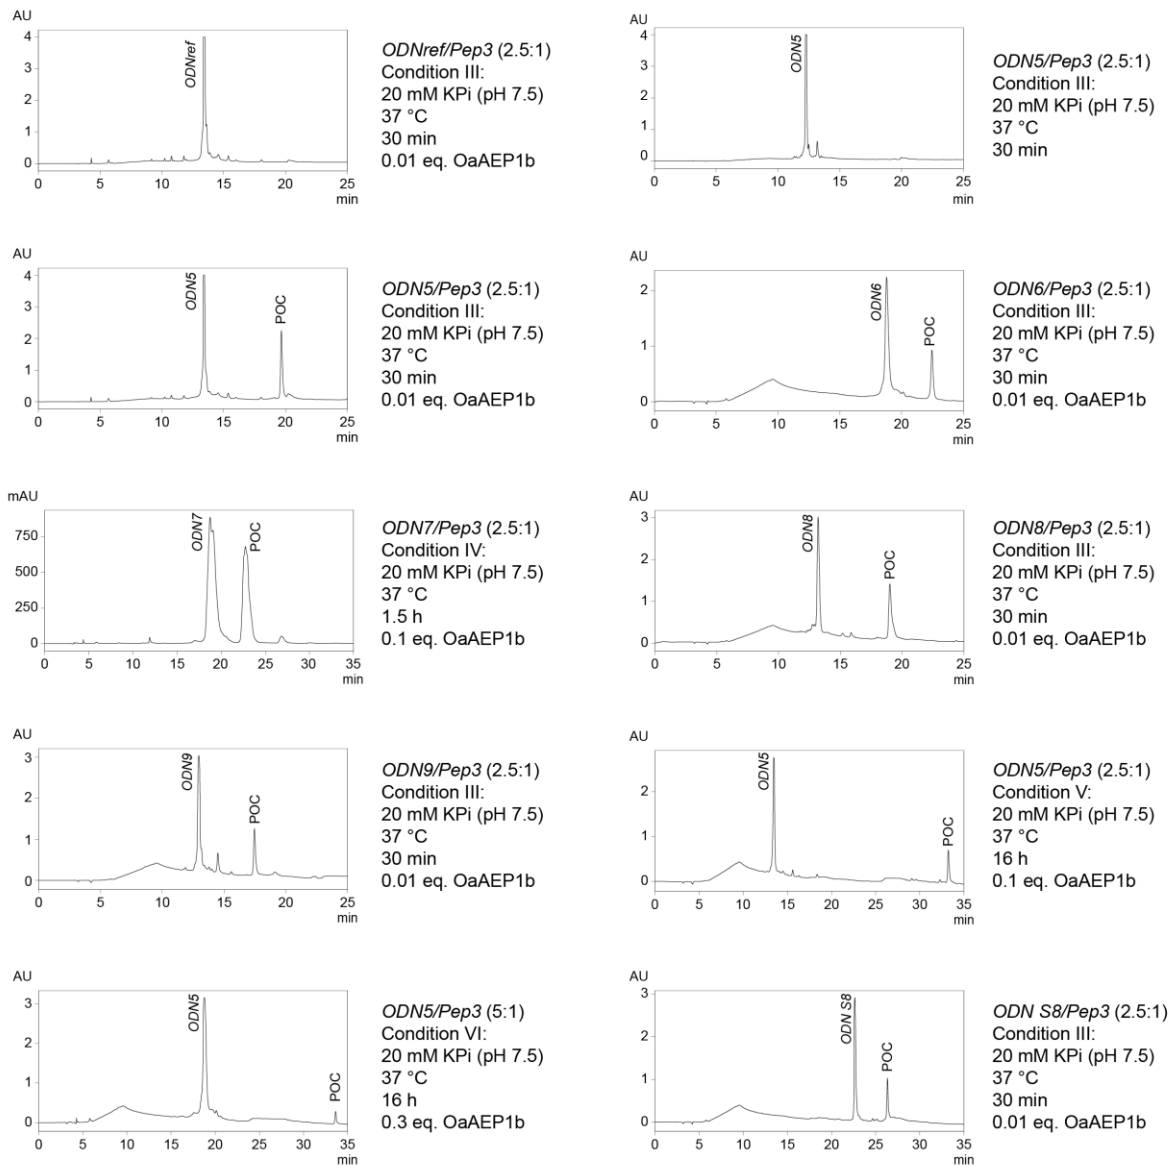 AU
4
3
2
1
0
ODNref
0 5 10 15 20 25
min
ODNref/Pep3 (2.5:1)
Condition III:
20 mM KPi (pH 7.5)
37 °C
30 min
0.01 eq. OaAEP1b
AU
4
3
2
1
0
ODN5
0 5 10 15 20 25
min
ODN5/Pep3 (2.5:1)
Condition III:
20 mM KPi (pH 7.5)
37 °C
30 min
AU
4
3
2
1
0
ODN5
POC
0 5 10 15 20 25
min
ODN5/Pep3 (2.5:1)
Condition III:
20 mM KPi (pH 7.5)
37 °C
30 min
0.01 eq. OaAEP1b
AU
2
1
0
ODN6
POC
0 5 10 15 20 25
min
ODN6/Pep3 (2.5:1)
Condition III:
20 mM KPi (pH 7.5)
37 °C
30 min
0.01 eq. OaAEP1b
mAU
750
500
250
0
ODN7
POC
0 5 10 15 20 25 30 35
min
ODN7/Pep3 (2.5:1)
Condition IV:
20 mM KPi (pH 7.5)
37 °C
1.5 h
0.1 eq. OaAEP1b
AU
3
2
1
0
ODN8
POC
0 5 10 15 20 25
min
ODN8/Pep3 (2.5:1)
Condition III:
20 mM KPi (pH 7.5)
37 °C
30 min
0.01 eq. OaAEP1b
AU
3
2
1
0
ODN9
POC
0 5 10 15 20 25
min
ODN9/Pep3 (2.5:1)
Condition III:
20 mM KPi (pH 7.5)
37 °C
30 min
0.01 eq. OaAEP1b
AU
2
1
0
ODN5
POC
0 5 10 15 20 25 30 35
min
ODN5/Pep3 (2.5:1)
Condition V:
20 mM KPi (pH 7.5)
37 °C
16 h
0.1 eq. OaAEP1b
AU
3
2
1
0
ODN5
POC
0 5 10 15 20 25 30 35
min
ODN5/Pep3 (5:1)
Condition VI:
20 mM KPi (pH 7.5)
37 °C
16 h
0.3 eq. OaAEP1b
AU
3
2
1
0
ODN S8
POC
0 5 10 15 20 25 30 35
min
ODN S8/Pep3 (2.5:1)
Condition III:
20 mM KPi (pH 7.5)
37 °C
30 min
0.01 eq. OaAEP1b